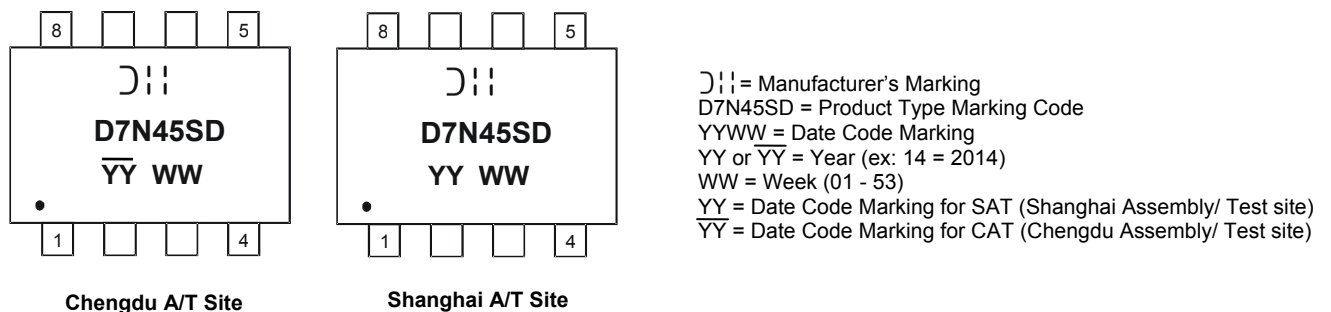 8 5
D7N45SD
Y̅Y̅ WW
1 4
Chengdu A/T Site
8 5
D7N45SD
YY WW
1 4
Shanghai A/T Site
= Manufacturer's Marking
D7N45SD = Product Type Marking Code
YYWW = Date Code Marking
YY or Y̅Y̅ = Year (ex: 14 = 2014)
WW = Week (01 - 53)
YY = Date Code Marking for SAT (Shanghai Assembly/ Test site)
Y̅Y̅ = Date Code Marking for CAT (Chengdu Assembly/ Test site)